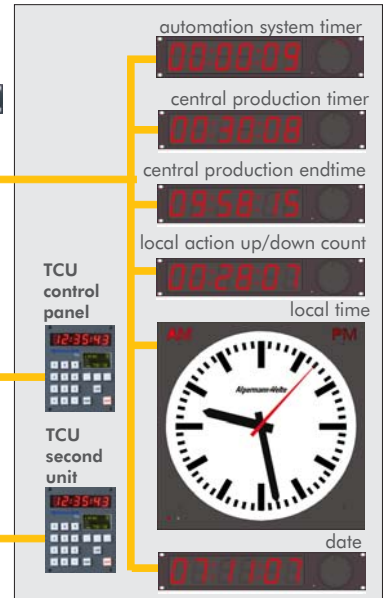 automation system timer
00:00:09
central production timer
00:30:08
central production endtime
09:58:15
local action up/down count
00:28:07
local time
AM PM
Alpermann+Velte
TCU
control
panel
12:35:43
TCU
second
unit
12:35:43
date
07:11:07